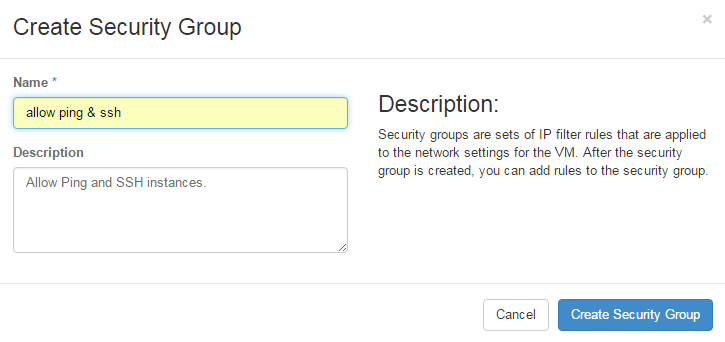 Create Security Group
×
Name *
allow ping & ssh
Description
Allow Ping and SSH instances.
Description:
Security groups are sets of IP filter rules that are applied
to the network settings for the VM. After the security
group is created, you can add rules to the security group.
Cancel
Create Security Group